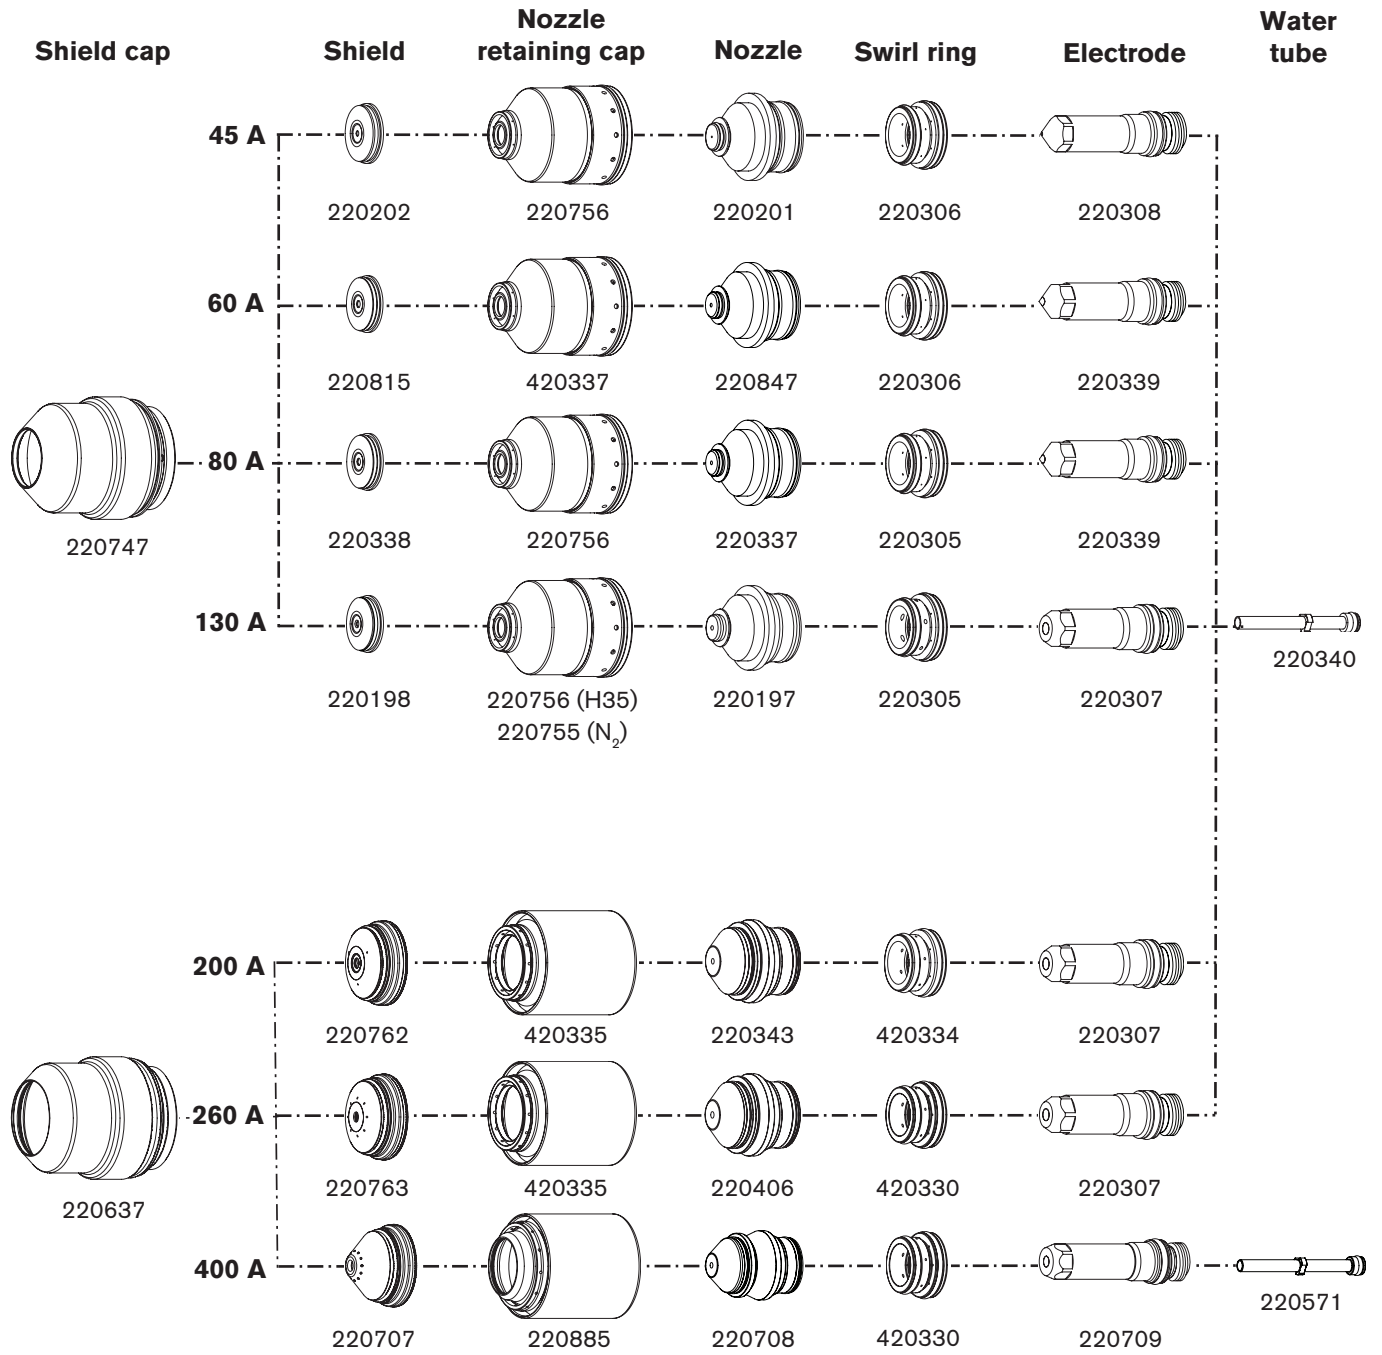 Shield cap
Shield
Nozzle
retaining cap
Nozzle
Swirl ring
Electrode
Water
tube
45 A
220202
220756
220201
220306
220308
60 A
220815
420337
220847
220306
220339
220747
80 A
220338
220756
220337
220305
220339
130 A
220198
220756 (H35)
220755 (N₂)
220197
220305
220307
220340
200 A
220762
420335
220343
420334
220307
220637
260 A
220763
420335
220406
420330
220307
400 A
220707
220885
220708
420330
220709
220571